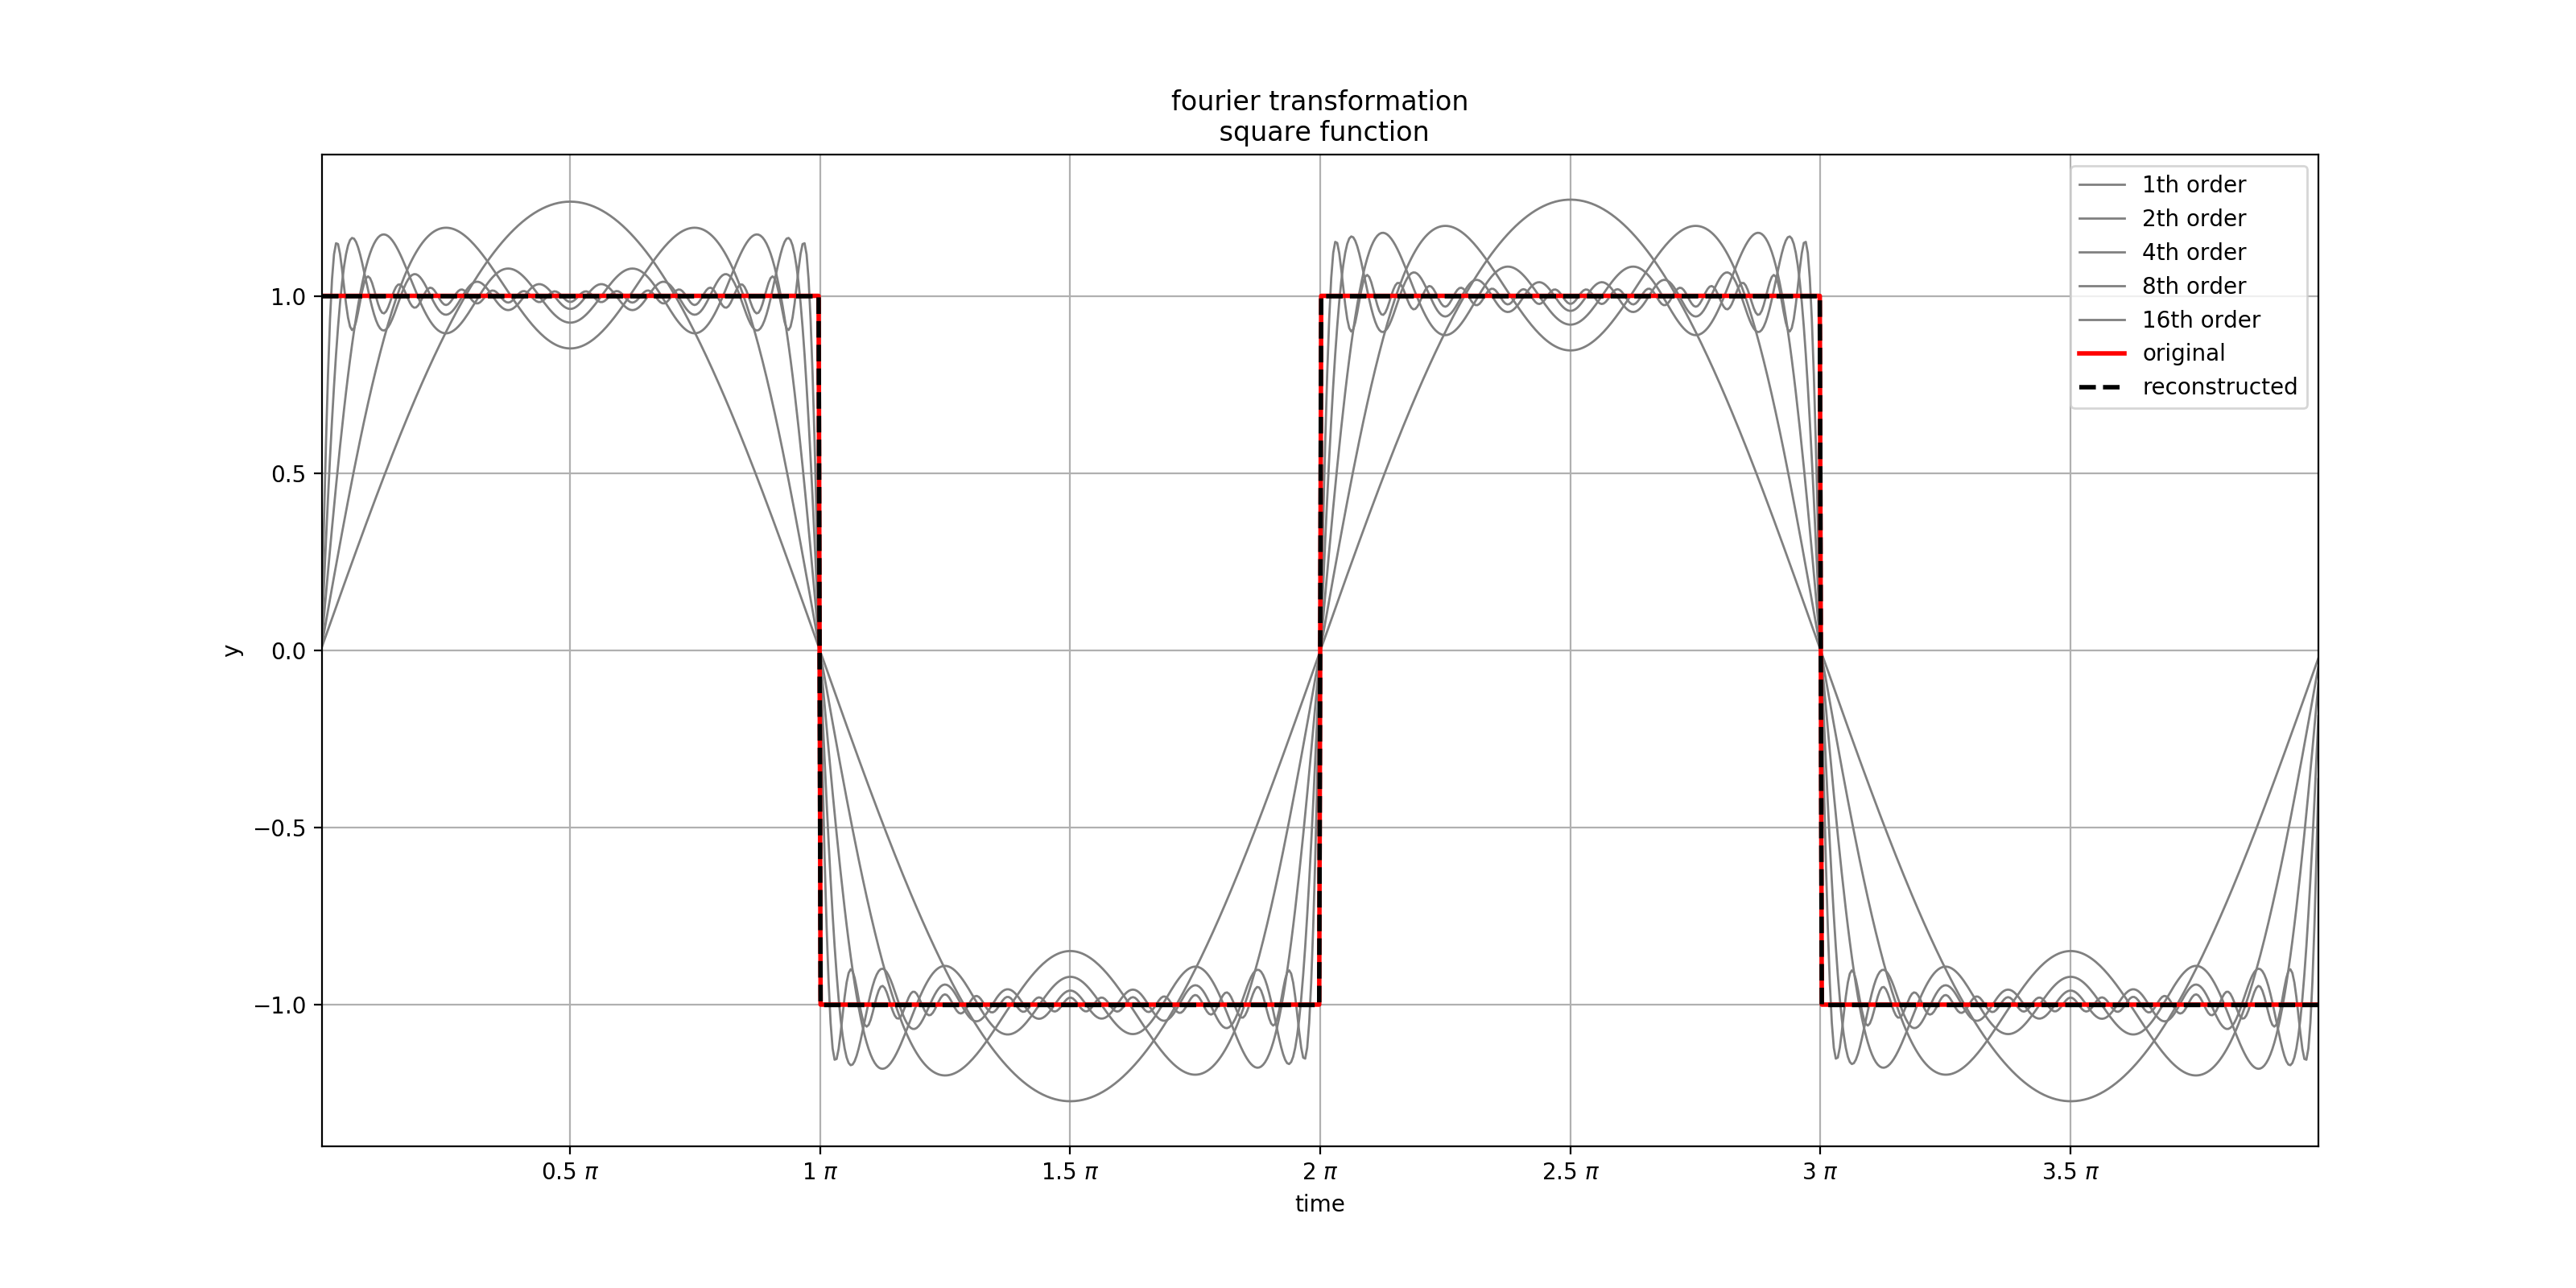 fourier transformation
square function
1th order
2th order
4th order
8th order
16th order
original
reconstructed
1.0
0.5
0.0
−0.5
−1.0
y
0.5 π
1 π
1.5 π
2 π
2.5 π
3 π
3.5 π
time